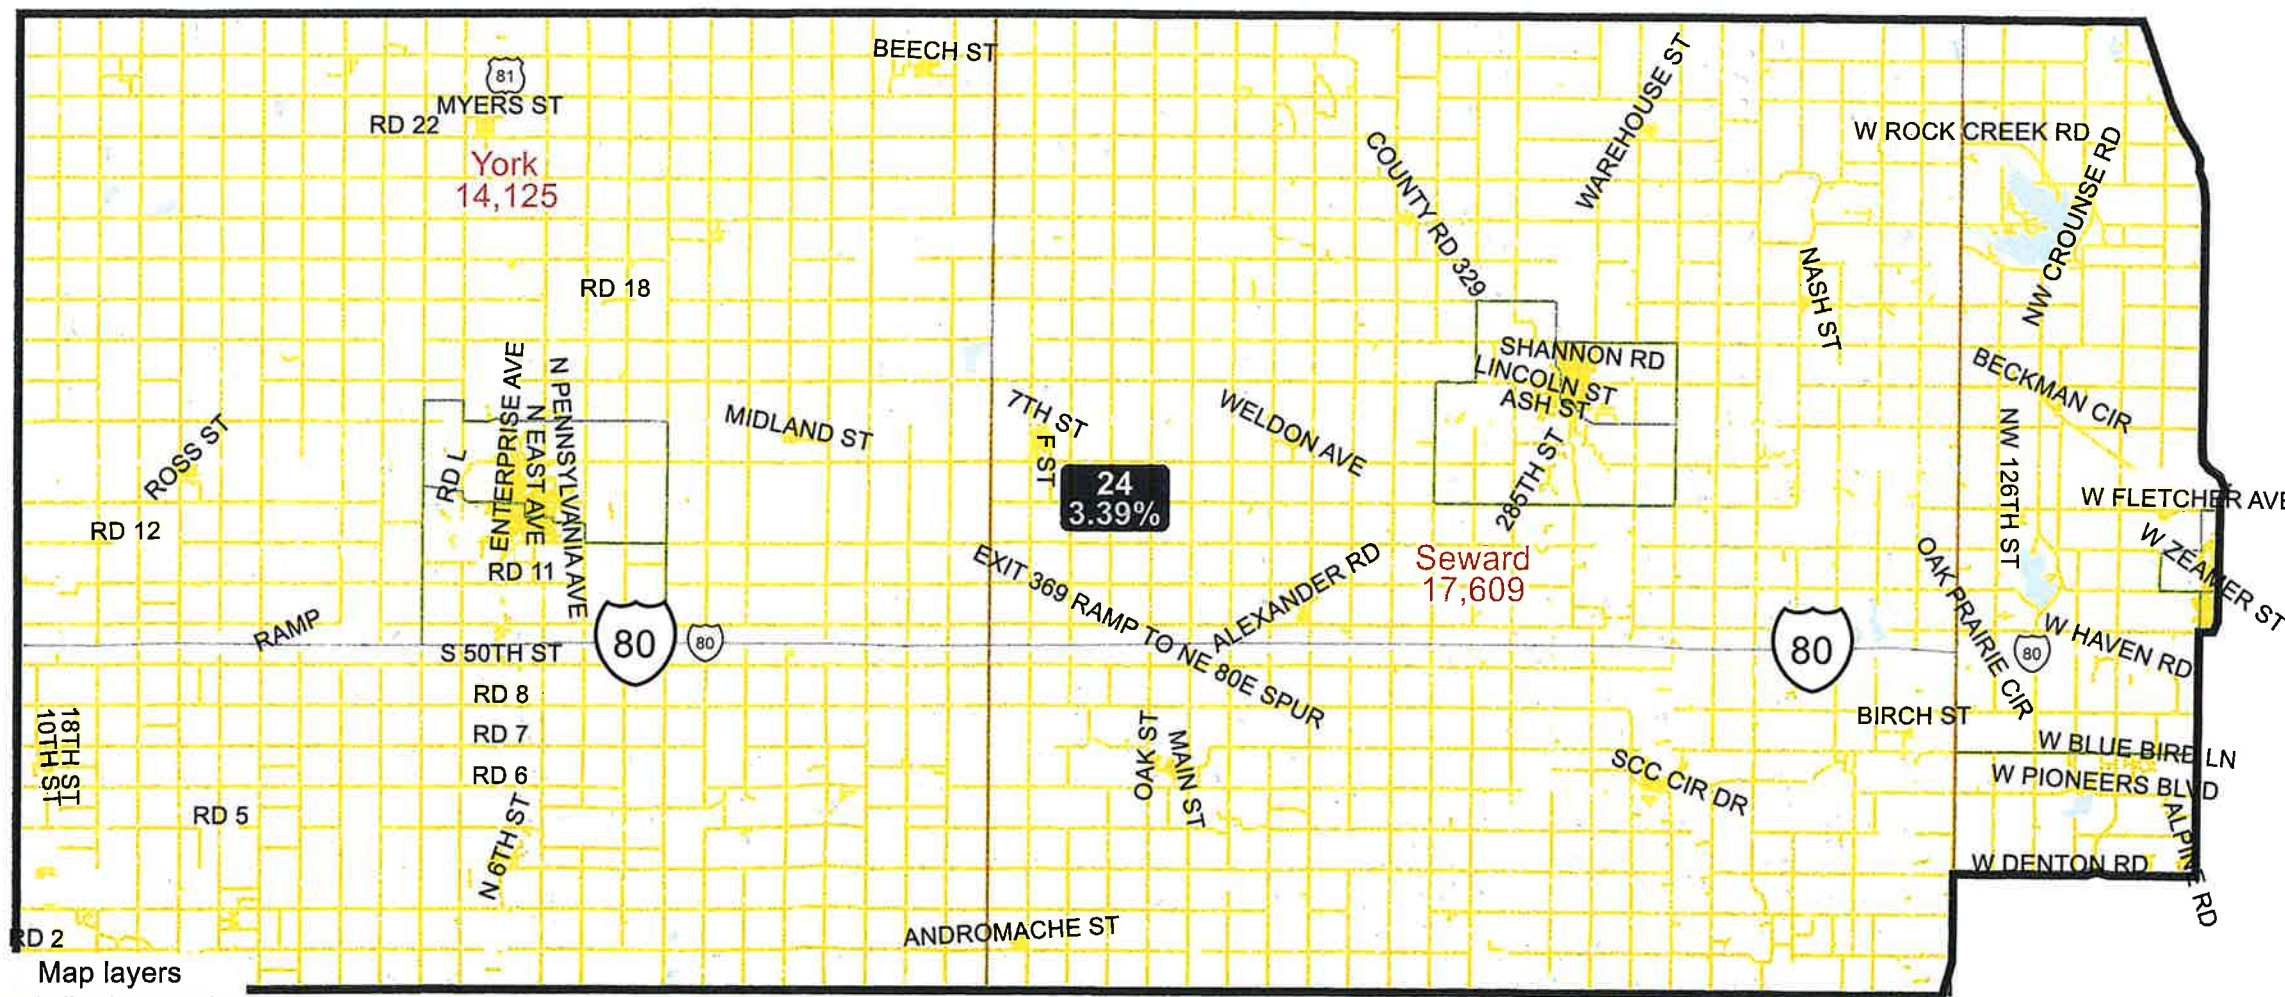 BEECH ST
81
MYERS ST
RD 22
York
14,125
RD 18
COUNTY RD 329
WAREHOUSE ST
W ROCK CREEK RD
NW CROUNSE RD
NASH ST
SHANNON RD
LINCOLN ST
ASH ST
285TH ST
BECKMAN CIR
NW 126TH ST
ROSS ST
RD L
ENTERPRISE AVE
N EAST AVE
N PENNSYLVANIA AVE
MIDLAND ST
7TH ST
F ST
WELDON AVE
24
3.39%
W FLETCHER AVE
W ZEAMER ST
RD 12
RD 11
EXIT 369 RAMP TO NE 80E SPUR
ALEXANDER RD
Seward
17,609
OAK PRAIRIE CIR
W HAVEN RD
RAMP
S 50TH ST
80
80
80
80
RD 8
RD 7
RD 6
RD 5
18TH ST
10TH ST
N 6TH ST
OAK ST
MAIN ST
SCC CIR DR
BIRCH ST
W BLUE BIRD LN
W PIONEERS BLVD
ALPINE RD
W DENTON RD
ANDROMACHE ST
RD 2
Map layers